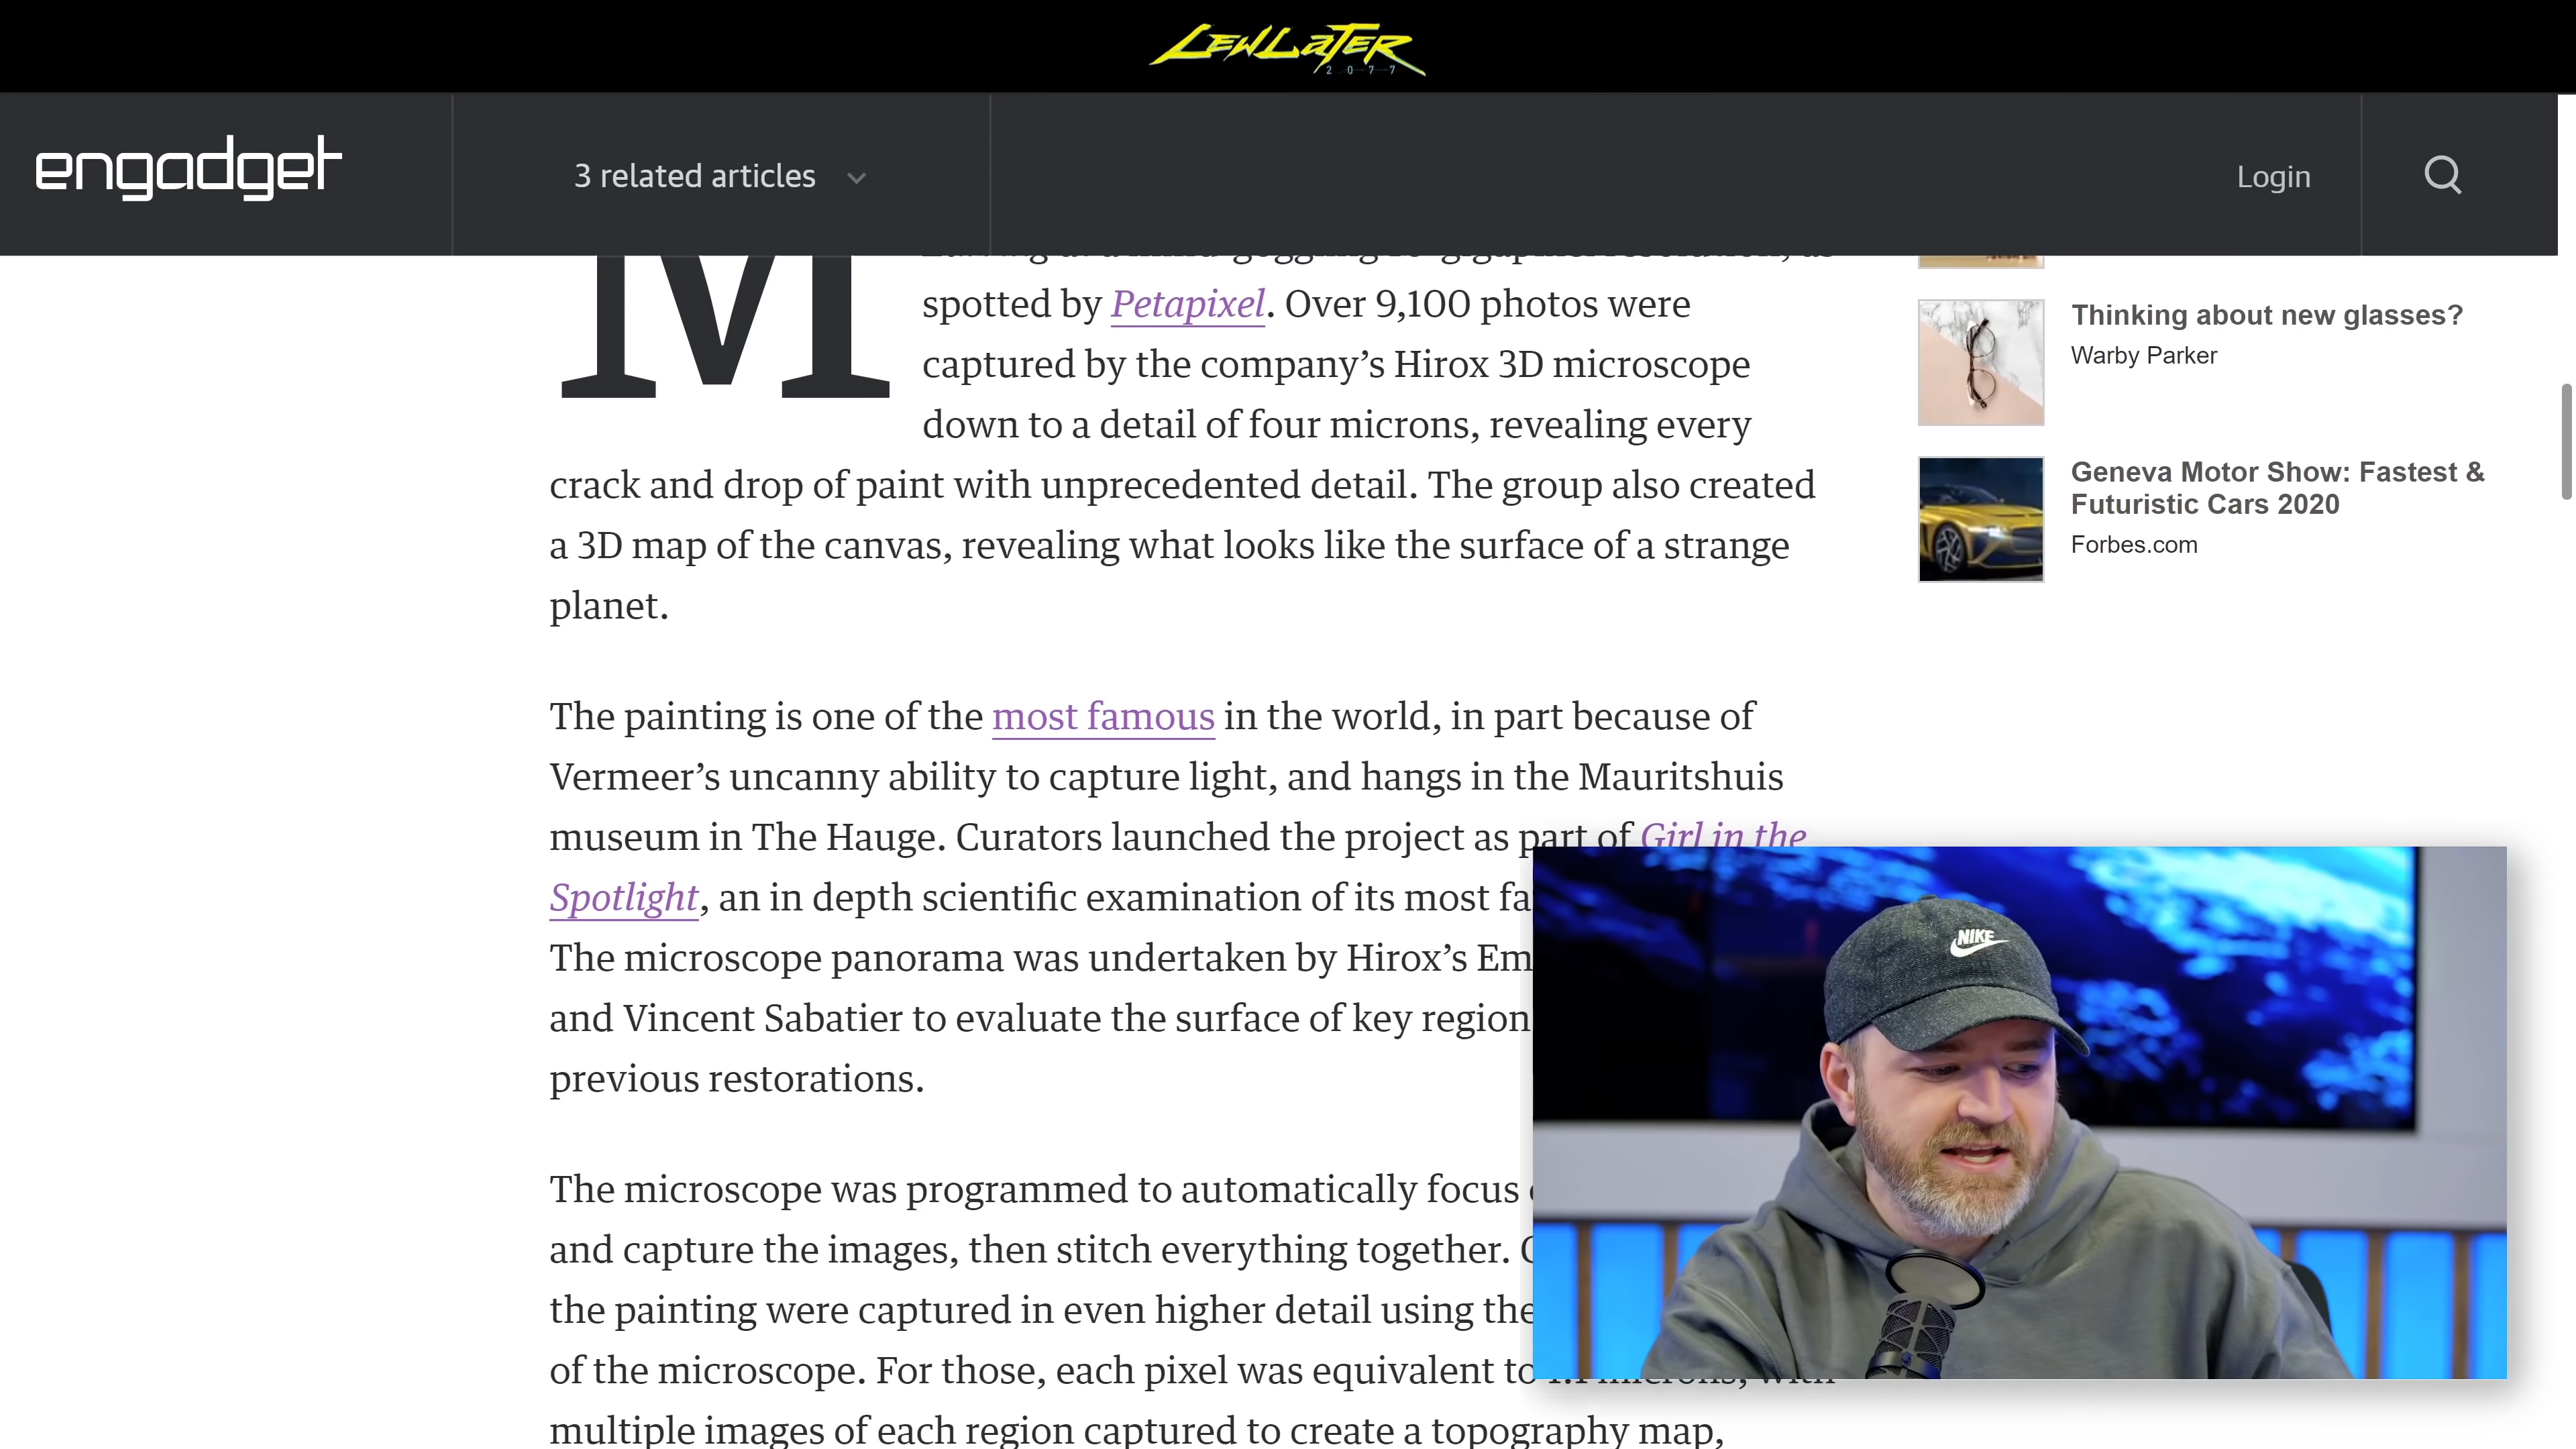 LEWLATER
2077
engadget
3 related articles
Login
M
spotted by Petapixel. Over 9,100 photos were
captured by the company’s Hirox 3D microscope
down to a detail of four microns, revealing every
crack and drop of paint with unprecedented detail. The group also created
a 3D map of the canvas, revealing what looks like the surface of a strange
planet.
The painting is one of the most famous in the world, in part because of
Vermeer’s uncanny ability to capture light, and hangs in the Mauritshuis
museum in The Hauge. Curators launched the project as part of Girl in the
Spotlight, an in depth scientific examination of its most fa
The microscope panorama was undertaken by Hirox’s Em
and Vincent Sabatier to evaluate the surface of key region
previous restorations.
The microscope was programmed to automatically focus
and capture the images, then stitch everything together.
the painting were captured in even higher detail using the
of the microscope. For those, each pixel was equivalent to
multiple images of each region captured to create a topography map,
Thinking about new glasses?
Warby Parker
Geneva Motor Show: Fastest &
Futuristic Cars 2020
Forbes.com
NIKE